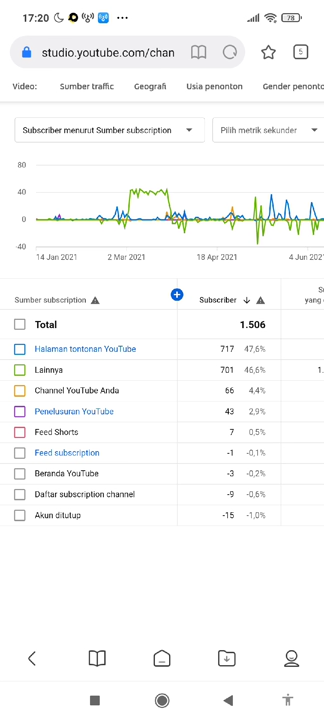 17:20
78
studio.youtube.com/chan
5
Video: Sumber traffic Geografi Usia penonton Gender penonto
Subscriber menurut Sumber subscription
Pilih metrik sekunder
80
40
0
-40
14 Jan 2021 2 Mar 2021 18 Apr 2021 4 Jun
Sumber subscription
Subscriber
Su
yang
Total 1.506
Halaman tontonan YouTube 717 47,6%
Lainnya 701 46,6% 1.
Channel YouTube Anda 66 4,4%
Penelusuran YouTube 43 2,9%
Feed Shorts 7 0,5%
Feed subscription -1 -0,1%
Beranda YouTube -3 -0,2%
Daftar subscription channel -9 -0,6%
Akun ditutup -15 -1,0%